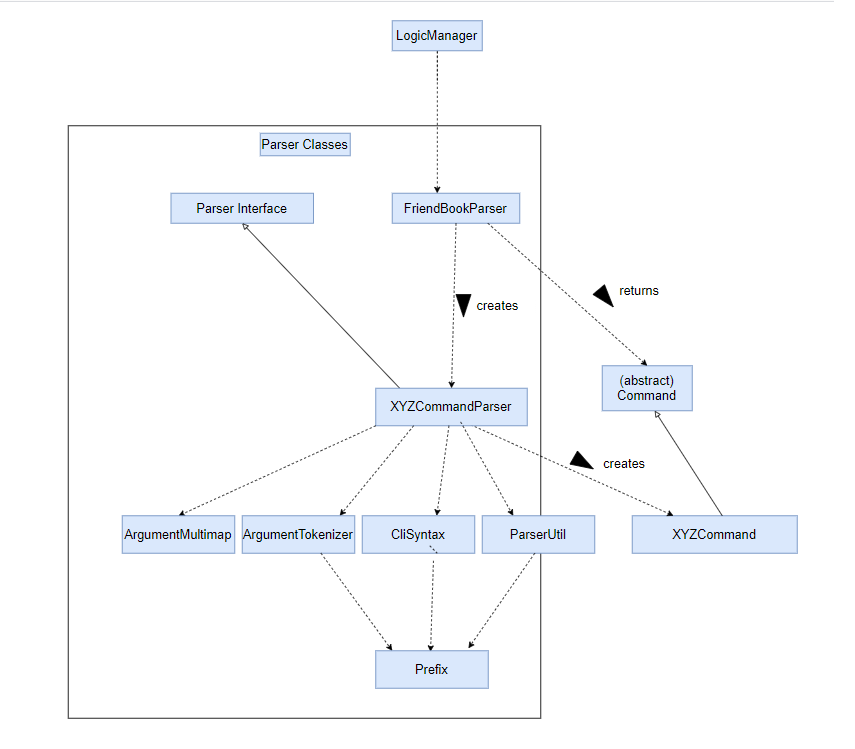 LogicManager
Parser Classes
Parser Interface
FriendBookParser
returns
creates
(abstract)
Command
XYZCommandParser
creates
ArgumentMultimap
ArgumentTokenizer
CliSyntax
ParserUtil
XYZCommand
Prefix